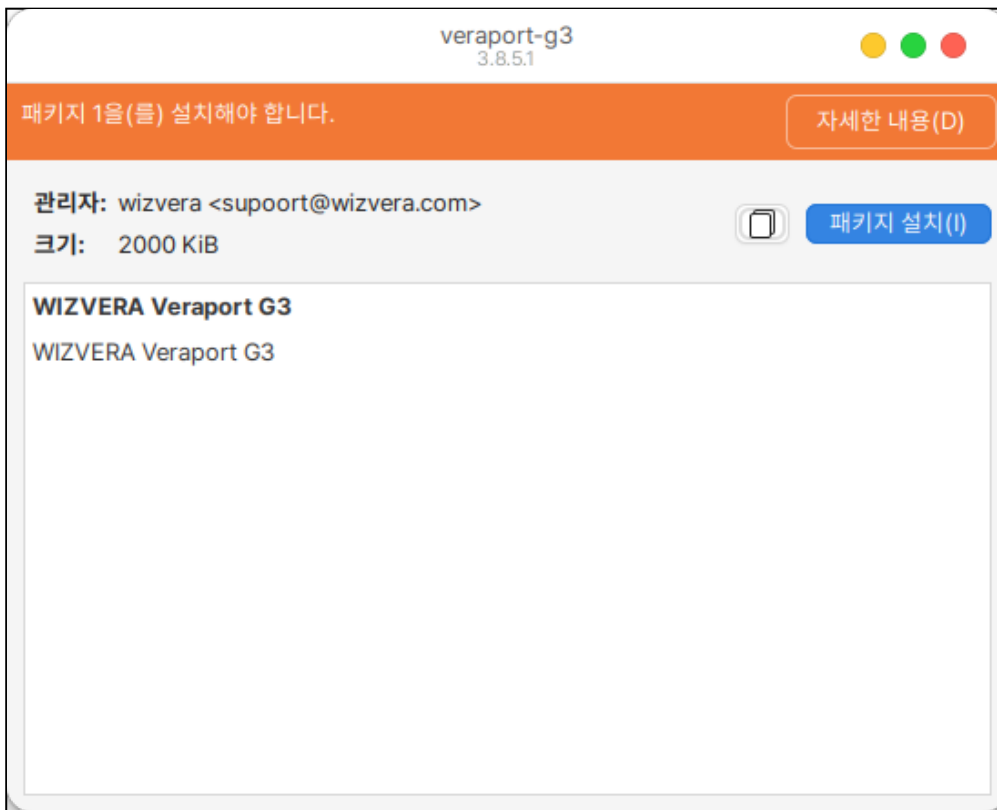 veraport-g3
3.8.5.1
패키지 1을(를) 설치해야 합니다.
자세한 내용(D)
관리자: wizvera <supoort@wizvera.com>
크기: 2000 KiB
패키지 설치(I)
WIZVERA Veraport G3
WIZVERA Veraport G3